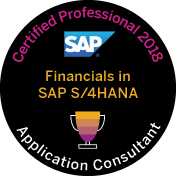 Certified Professional 2018
SAP
Financials in
SAP S/4HANA
Application Consultant